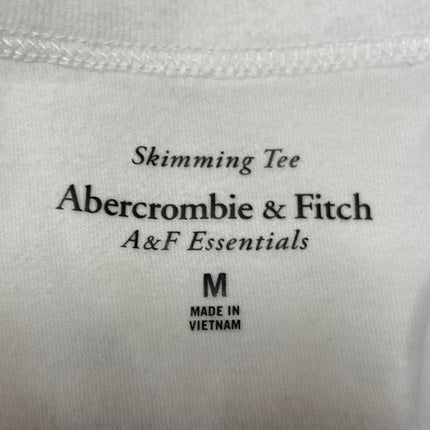 Skimming Tee
Abercrombie & Fitch
A&F Essentials
M
MADE IN
VIETNAM